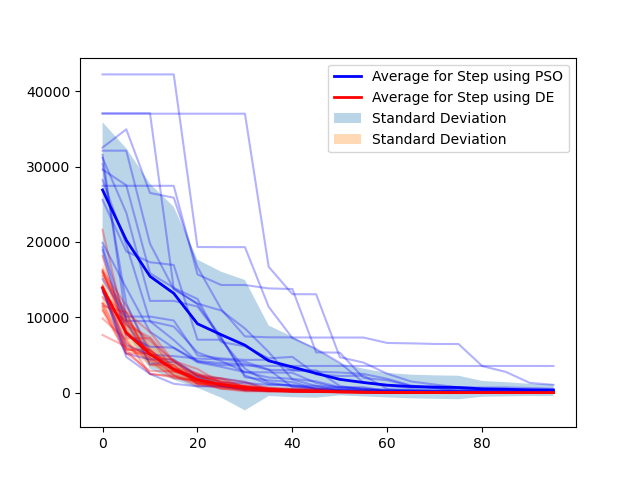 Average for Step using PSO
Average for Step using DE
Standard Deviation
Standard Deviation
40000
30000
20000
10000
0
0 20 40 60 80